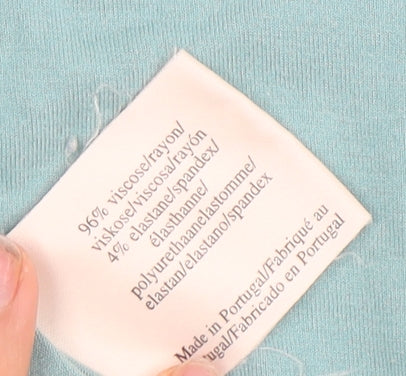 96% viscose/rayon/
viskose/viscosa/rayón
4% elastane/spandex/
élasthanne/
polyurethaanelastomme/
elastan/elastano/spandex
Made in Portugal/Fabriqué au
/Fabricado en Portugal